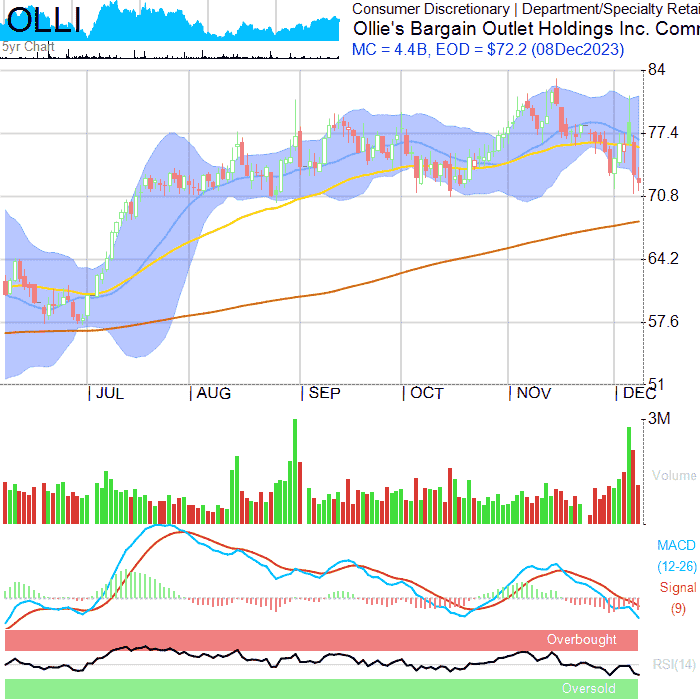 OLLI
5yr Chart
Consumer Discretionary | Department/Specialty Retai
Ollie's Bargain Outlet Holdings Inc. Comm
MC = 4.4B, EOD = $72.2 (08Dec2023)
84
77.4
70.8
64.2
57.6
51
JUL AUG SEP OCT NOV DEC
3M
Volume
MACD
(12-26)
Signal
(9)
Overbought
RSI(14)
Oversold